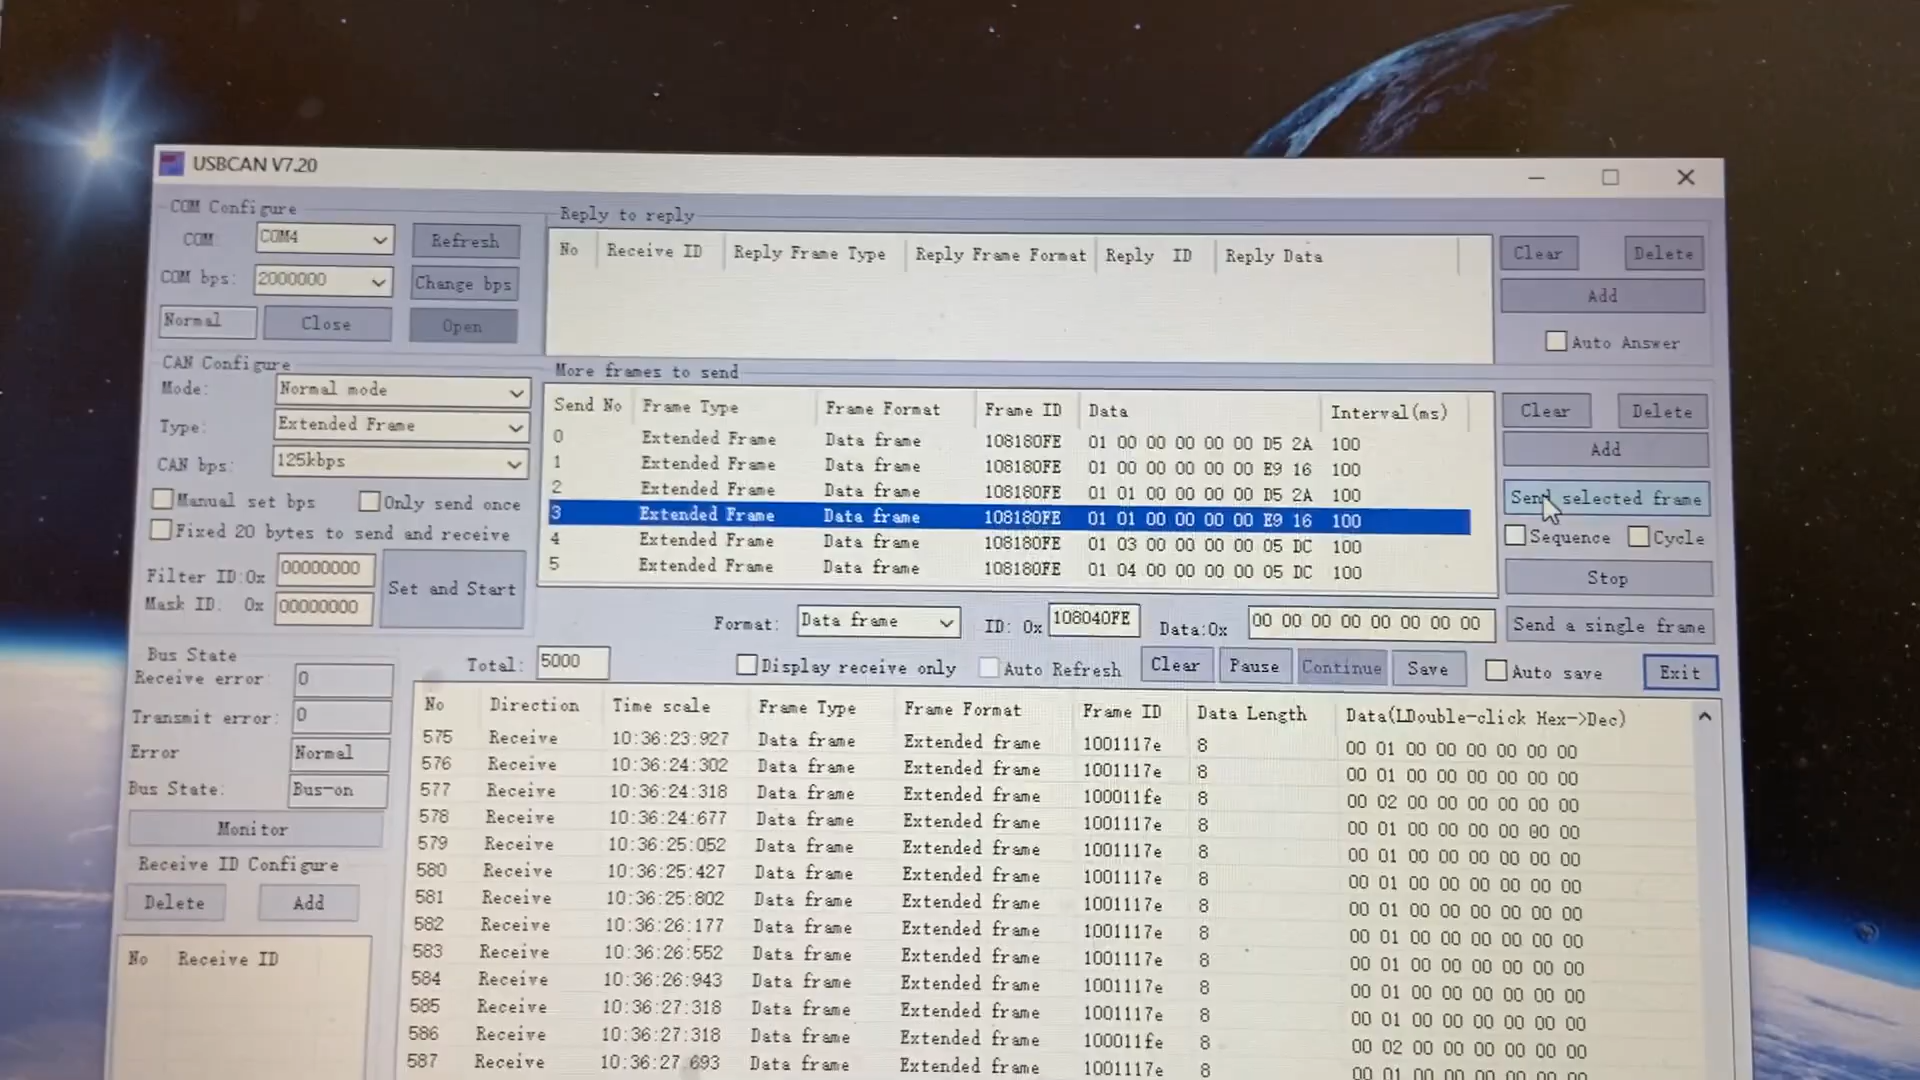 USBCAN V7.20
COM Configure
COM: COM4 Refresh
COM bps: 2000000 Change bps
Normal Close Open
Reply to reply
No Receive ID Reply Frame Type Reply Frame Format Reply ID Reply Data
Clear Delete
Add
Auto Answer
CAN Configure
Mode: Normal mode
Type: Extended Frame
CAN bps: 125kbps
Manual set bps Only send once
Fixed 20 bytes to send and receive
Filter ID:0x 00000000
Mask ID: 0x 00000000
Set and Start
More frames to send
Send No Frame Type Frame Format Frame ID Data Interval(ms)
0 Extended Frame Data frame 108180FE 01 00 00 00 00 00 D5 2A 100
1 Extended Frame Data frame 108180FE 01 00 00 00 00 00 E9 16 100
2 Extended Frame Data frame 108180FE 01 01 00 00 00 00 D5 2A 100
3 Extended Frame Data frame 108180FE 01 01 00 00 00 00 E9 16 100
4 Extended Frame Data frame 108180FE 01 03 00 00 00 00 05 DC 100
5 Extended Frame Data frame 108180FE 01 04 00 00 00 00 05 DC 100
Clear Delete
Add
Send selected frame
Sequence Cycle
Stop
Format: Data frame ID: 0x 108040FE Data:0x 00 00 00 00 00 00 00 00 Send a single frame
Total: 5000 Display receive only Auto Refresh Clear Pause Continue Save Auto save Exit
Bus State
Receive error 0
Transmit error: 0
Error Normal
Bus State: Bus-on
Monitor
Receive ID Configure
Delete Add
No Receive ID
No Direction Time scale Frame Type Frame Format Frame ID Data Length Data(LDouble-click Hex->Dec)
575 Receive 10:36:23:927 Data frame Extended frame 1001117e 8 00 01 00 00 00 00 00 00
576 Receive 10:36:24:302 Data frame Extended frame 1001117e 8 00 01 00 00 00 00 00 00
577 Receive 10:36:24:318 Data frame Extended frame 100011fe 8 00 02 00 00 00 00 00 00
578 Receive 10:36:24:677 Data frame Extended frame 1001117e 8 00 01 00 00 00 00 00 00
579 Receive 10:36:25:052 Data frame Extended frame 1001117e 8 00 01 00 00 00 00 00 00
580 Receive 10:36:25:427 Data frame Extended frame 1001117e 8 00 01 00 00 00 00 00 00
581 Receive 10:36:25:802 Data frame Extended frame 1001117e 8 00 01 00 00 00 00 00 00
582 Receive 10:36:26:177 Data frame Extended frame 1001117e 8 00 01 00 00 00 00 00 00
583 Receive 10:36:26:552 Data frame Extended frame 1001117e 8 00 01 00 00 00 00 00 00
584 Receive 10:36:26:943 Data frame Extended frame 1001117e 8 00 01 00 00 00 00 00 00
585 Receive 10:36:27:318 Data frame Extended frame 1001117e 8 00 01 00 00 00 00 00 00
586 Receive 10:36:27:318 Data frame Extended frame 100011fe 8 00 02 00 00 00 00 00 00
587 Receive 10:36:27:693 Data frame Extended frame 1001117e 8 00 01 00 00 00 00 00 00